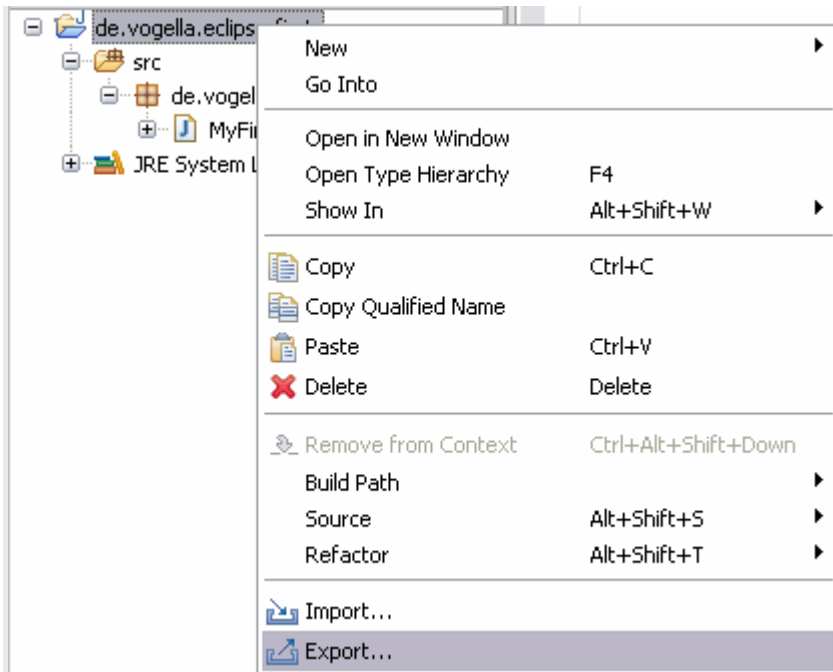 de.vogella.eclips
src
de.vogel
MyFi
JRE System L
New
Go Into
Open in New Window
Open Type Hierarchy F4
Show In Alt+Shift+W
Copy Ctrl+C
Copy Qualified Name
Paste Ctrl+V
Delete Delete
Remove from Context Ctrl+Alt+Shift+Down
Build Path
Source Alt+Shift+S
Refactor Alt+Shift+T
Import...
Export...